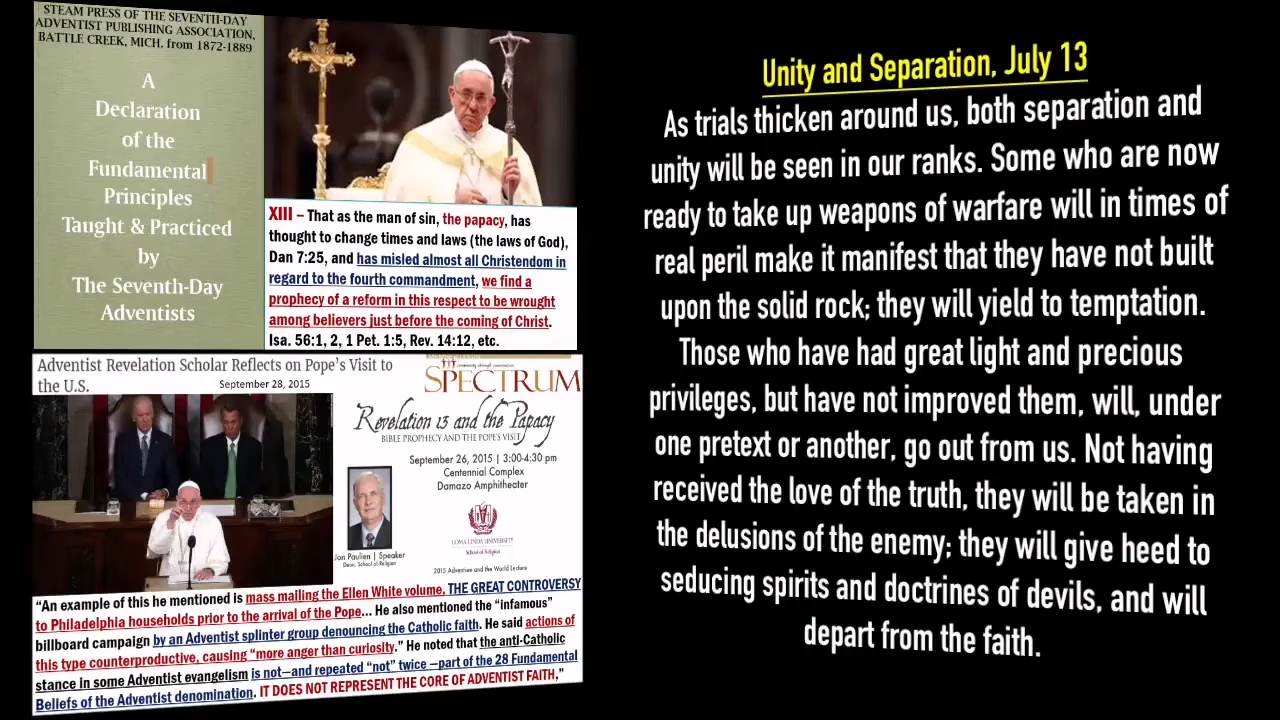 STEAM PRESS OF THE SEVENTH-DAY
ADVENTIST PUBLISHING ASSOCIATION,
BATTLE CREEK, MICH. from 1872-1889
A
Declaration
of the
Fundamental
Principles
Taught & Practiced
by
The Seventh-Day
Adventists
XIII – That as the man of sin, the papacy, has
thought to change times and laws (the laws of God),
Dan 7:25, and has misled almost all Christendom in
regard to the fourth commandment, we find a
prophecy of a reform in this respect to be wrought
among believers just before the coming of Christ.
Isa. 56:1, 2, 1 Pet. 1:5, Rev. 14:12, etc.
Adventist Revelation Scholar Reflects on Pope's Visit to
the U.S.
September 28, 2015
SPECTRUM
Revelation 13 and the Papacy
BIBLE PROPHECY AND THE POPE'S VISIT
September 26, 2015 | 3:00-4:30 pm
Centennial Complex
Damazo Amphitheater
Jon Paulien | Speaker
Dean, School of Religion
LOMA LINDA UNIVERSITY
School of Religion
2015 Adventism and the World Lecture
"An example of this he mentioned is mass mailing the Ellen White volume, THE GREAT CONTROVERSY
to Philadelphia households prior to the arrival of the Pope... He also mentioned the "infamous"
billboard campaign by an Adventist splinter group denouncing the Catholic faith. He said actions of
this type counterproductive, causing "more anger than curiosity." He noted that the anti-Catholic
stance in some Adventist evangelism is not—and repeated "not" twice —part of the 28 Fundamental
Beliefs of the Adventist denomination. IT DOES NOT REPRESENT THE CORE OF ADVENTIST FAITH,"
Unity and Separation, July 13
As trials thicken around us, both separation and
unity will be seen in our ranks. Some who are now
ready to take up weapons of warfare will in times of
real peril make it manifest that they have not built
upon the solid rock; they will yield to temptation.
Those who have had great light and precious
privileges, but have not improved them, will, under
one pretext or another, go out from us. Not having
received the love of the truth, they will be taken in
the delusions of the enemy; they will give heed to
seducing spirits and doctrines of devils, and will
depart from the faith.